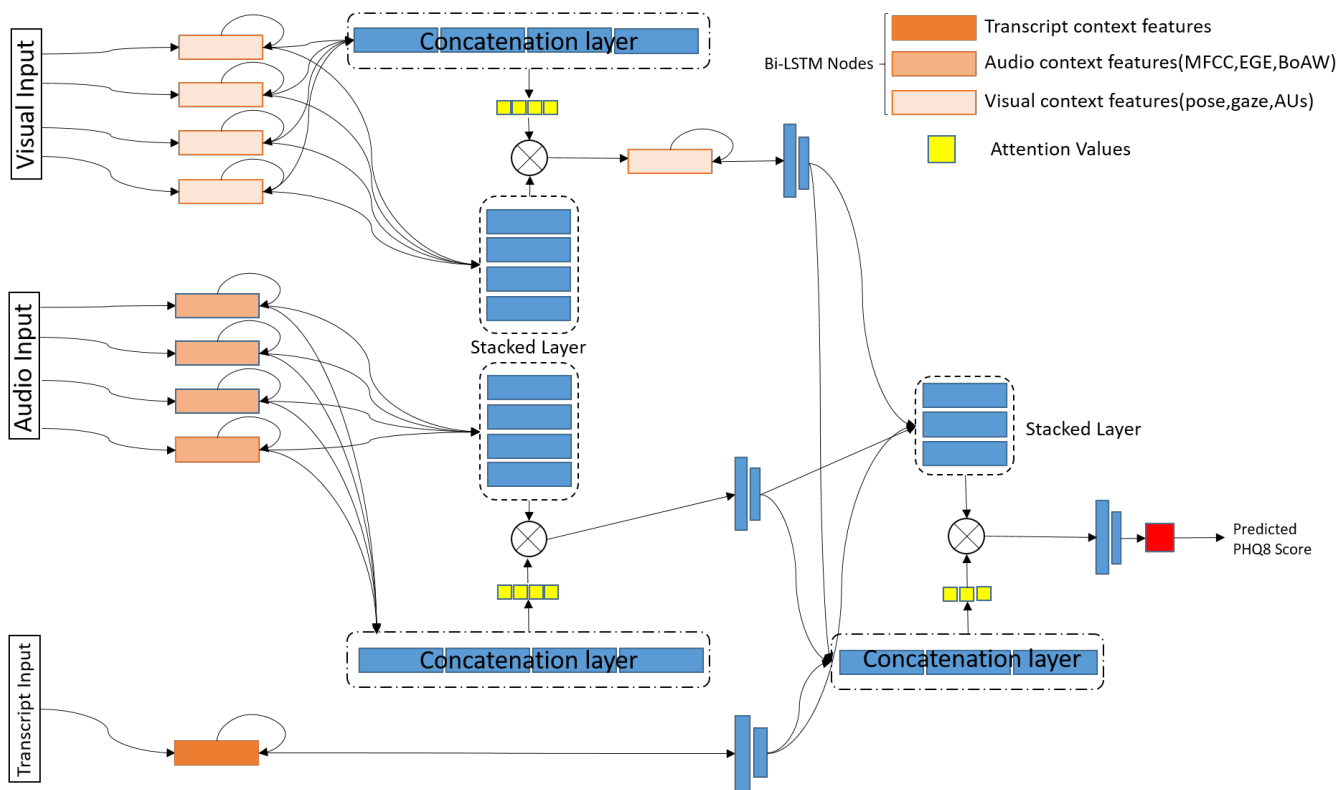 Visual Input
Concatenation layer
Bi-LSTM Nodes
Transcript context features
Audio context features(MFCC,EGE,BoAW)
Visual context features(pose,gaze,AUs)
Attention Values
Audio Input
Stacked Layer
Stacked Layer
Predicted
PHQ8 Score
Transcript Input
Concatenation layer
Concatenation layer